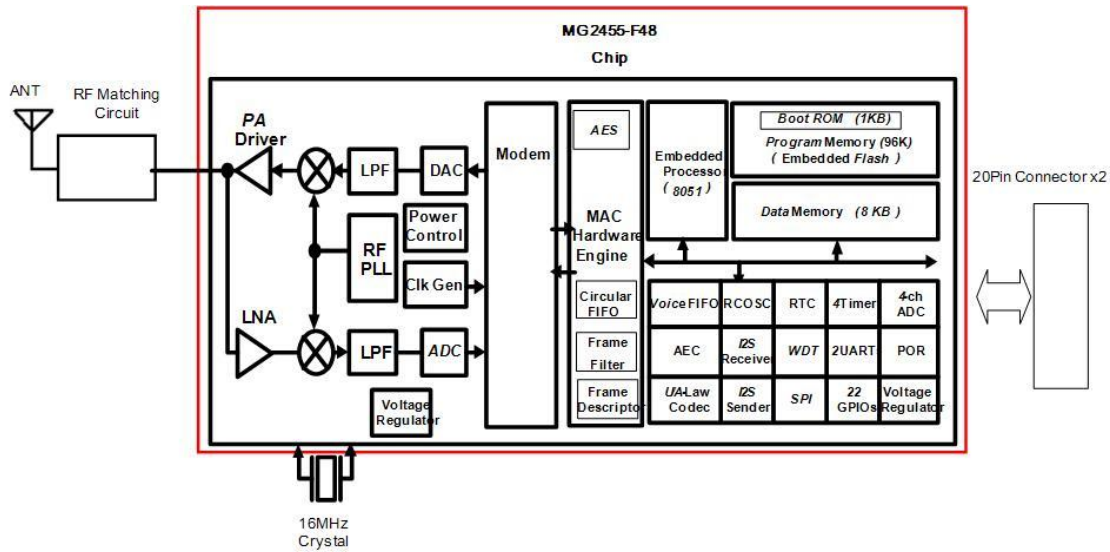 MG2455-F48
Chip
ANT
RF Matching
Circuit
PA
Driver
LPF
DAC
Modem
Power
Control
RF
PLL
Clk Gen
LNA
LPF
ADC
Voltage
Regulator
AES
MAC
Hardware
Engine
Circular
FIFO
Frame
Filter
Frame
Descriptor
Embedded
Processor
( 8051 )
Boot ROM (1KB)
Program Memory (96K)
( Embedded Flash )
Data Memory (8 KB )
Voice FIFO
RCOSC
RTC
4Timer
4-ch
ADC
AEC
I2S
Receiver
WDT
2UART
POR
U/A-Law
Codec
I2S
Sender
SPI
22
GPIOs
Voltage
Regulator
20Pin Connector x2
16MHz
Crystal